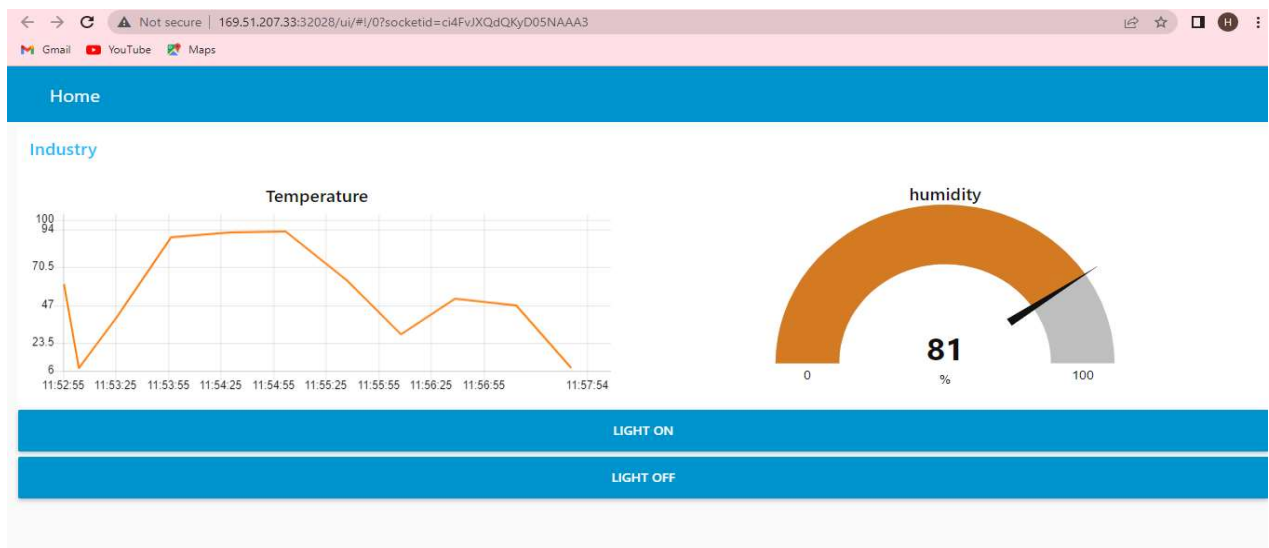 Not secure | 169.51.207.33:32028/ui/#!/0?socketid=ci4FvJXQdQKyD05NAAA3
H
Gmail YouTube Maps
Home
Industry
Temperature
100
94
70.5
47
23.5
6
11:52:55 11:53:25 11:53:55 11:54:25 11:54:55 11:55:25 11:55:55 11:56:25 11:56:55 11:57:54
humidity
81
%
0
100
LIGHT ON
LIGHT OFF